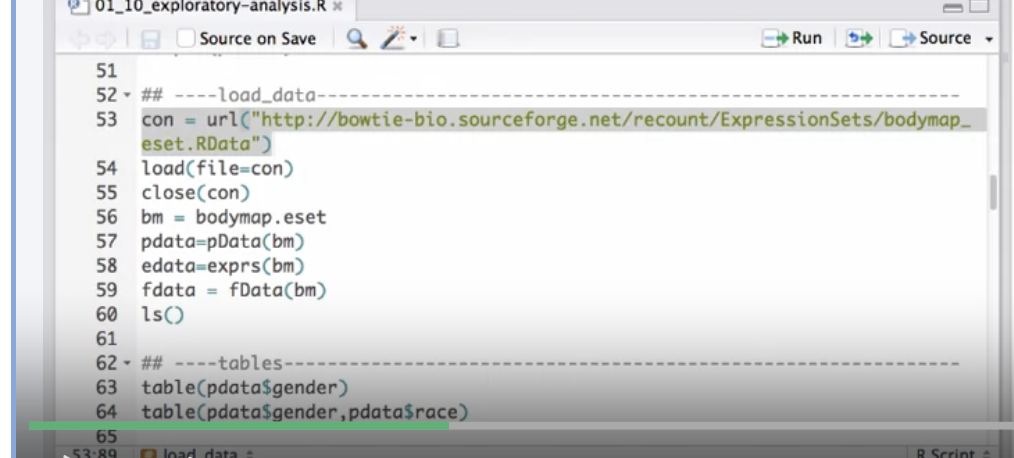 01_10_exploratory-analysis.R
Source on Save Run Source
51
52 ## ----load_data---------------------------------------------------------------------------
53 con = url("http://bowtie-bio.sourceforge.net/recount/ExpressionSets/bodymap_
eset.RData")
54 load(file=con)
55 close(con)
56 bm = bodymap.eset
57 pdata=pData(bm)
58 edata=exprs(bm)
59 fdata = fData(bm)
60 ls()
61
62 ## ----tables------------------------------------------------------------------------------
63 table(pdata$gender)
64 table(pdata$gender,pdata$race)
65
53:89 load_data R Script